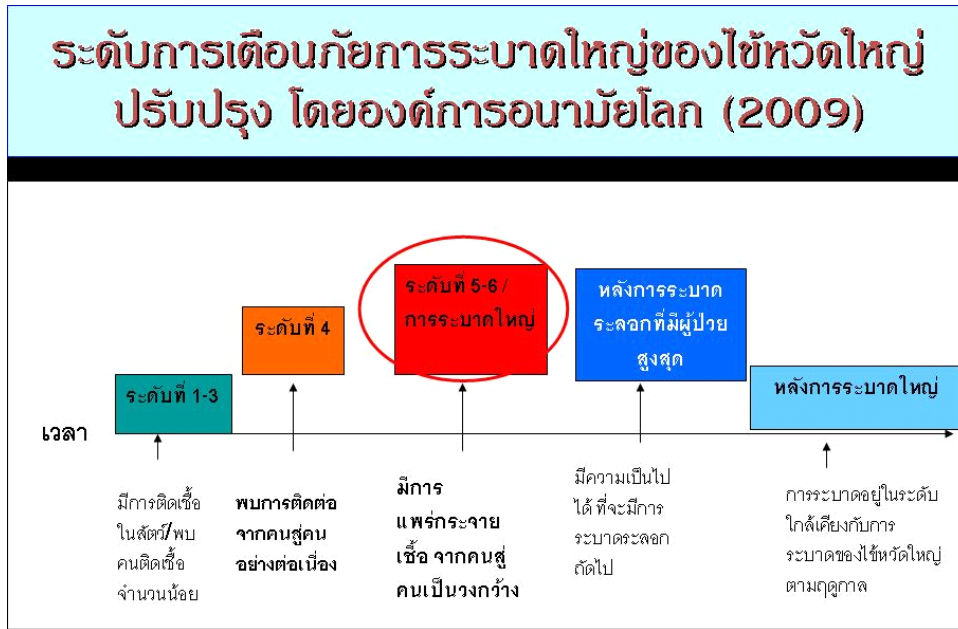 ระดับการเตือนภัยการระบาดใหญ่ของไข้หวัดใหญ่
ปรับปรุง โดยองค์การอนามัยโลก (2009)
ระดับที่ 1-3
ระดับที่ 4
ระดับที่ 5-6 /
การระบาดใหญ่
หลังการระบาด
ระลอกที่มีผู้ป่วย
สูงสุด
หลังการระบาดใหญ่
เวลา
มีการติดเชื้อ
ในสัตว์/พบ
คนติดเชื้อ
จำนวนน้อย
พบการติดต่อ
จากคนสู่คน
อย่างต่อเนื่อง
มีการ
แพร่กระจาย
เชื้อ จากคนสู่
คนเป็นวงกว้าง
มีความเป็นไป
ได้ ที่จะมีการ
ระบาดระลอก
ถัดไป
การระบาดอยู่ในระดับ
ใกล้เคียงกับการ
ระบาดของไข้หวัดใหญ่
ตามฤดูกาล